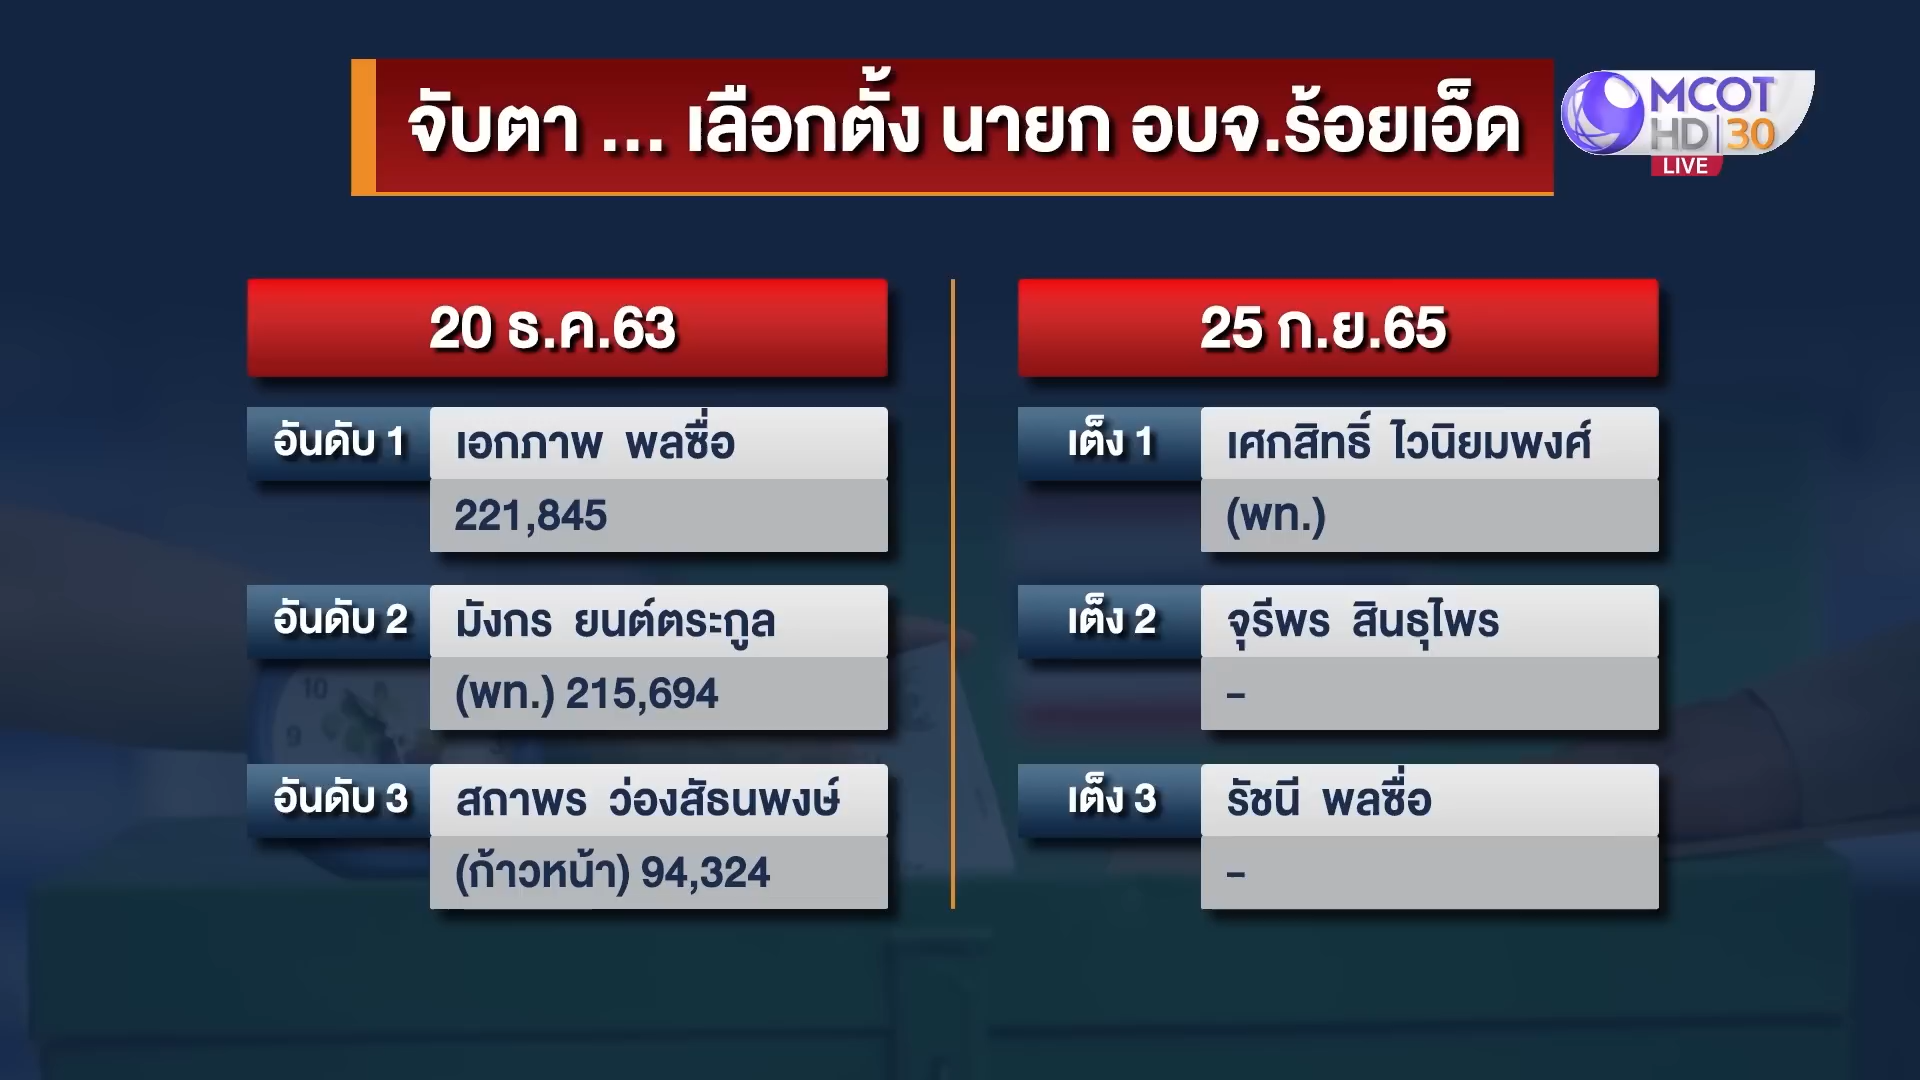 จับตา ... เลือกตั้ง นายก อบจ.ร้อยเอ็ด
MCOT
HD|30
LIVE
20 ธ.ค.63
อันดับ 1
เอกภาพ พลซื่อ
221,845
อันดับ 2
มังกร ยนต์ตระกูล
(พท.) 215,694
อันดับ 3
สถาพร ว่องสัธนพงษ์
(ก้าวหน้า) 94,324
25 ก.ย.65
เต็ง 1
เศกสิทธิ์ ไวนิยมพงศ์
(พท.)
เต็ง 2
จุรีพร สินธุไพร
–
เต็ง 3
รัชนี พลซื่อ
–